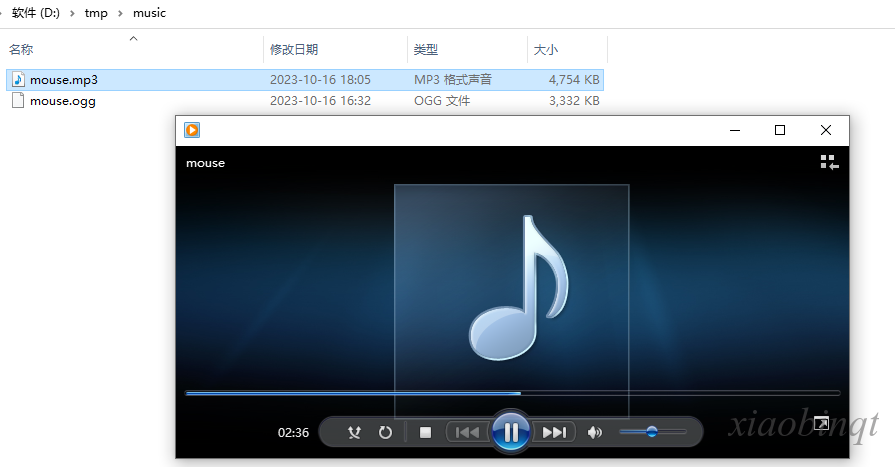 软件 (D:) › tmp › music
名称 修改日期 类型 大小
mouse.mp3 2023-10-16 18:05 MP3 格式声音 4,754 KB
mouse.ogg 2023-10-16 16:32 OGG 文件 3,332 KB
mouse
02:36
xiaobinqt